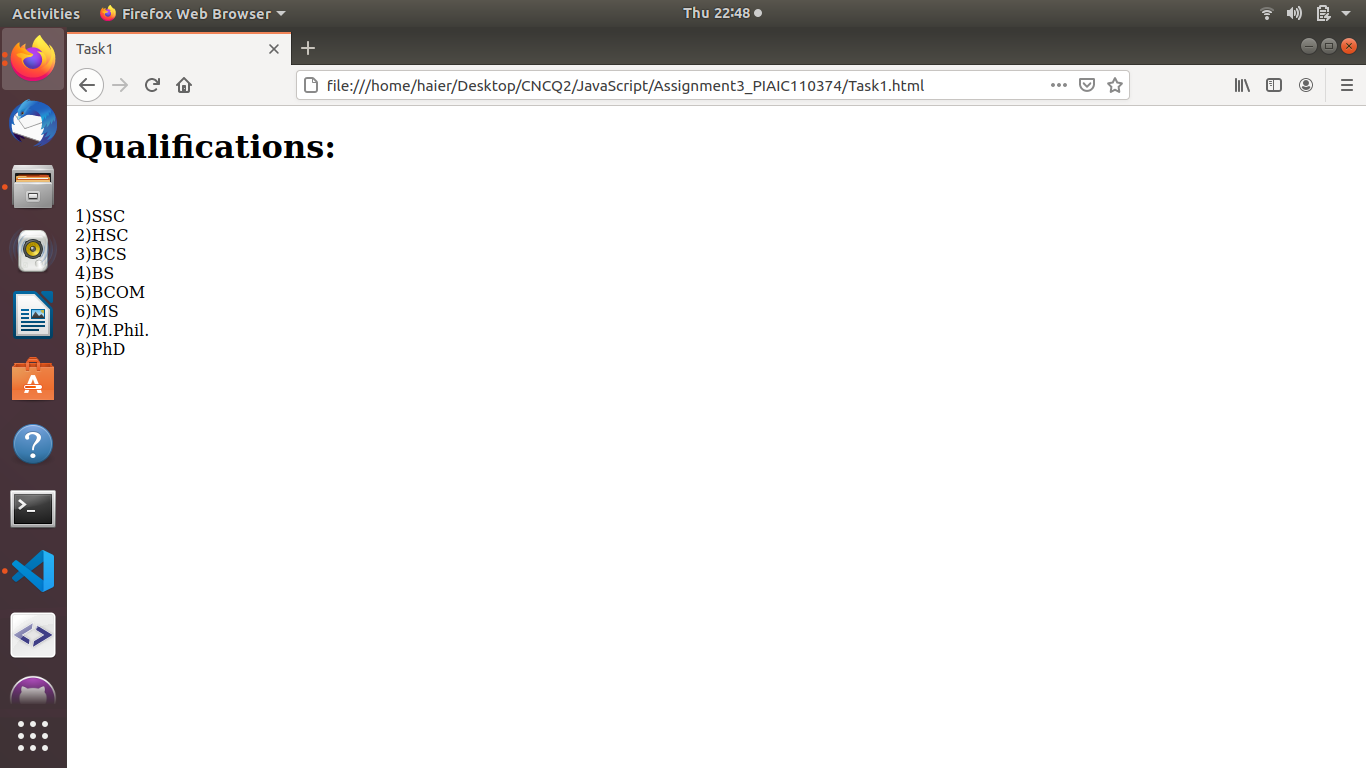 Activities Firefox Web Browser Thu 22:48
Task1
file:///home/haier/Desktop/CNCQ2/JavaScript/Assignment3_PIAIC110374/Task1.html
Qualifications:
1)SSC
2)HSC
3)BCS
4)BS
5)BCOM
6)MS
7)M.Phil.
8)PhD